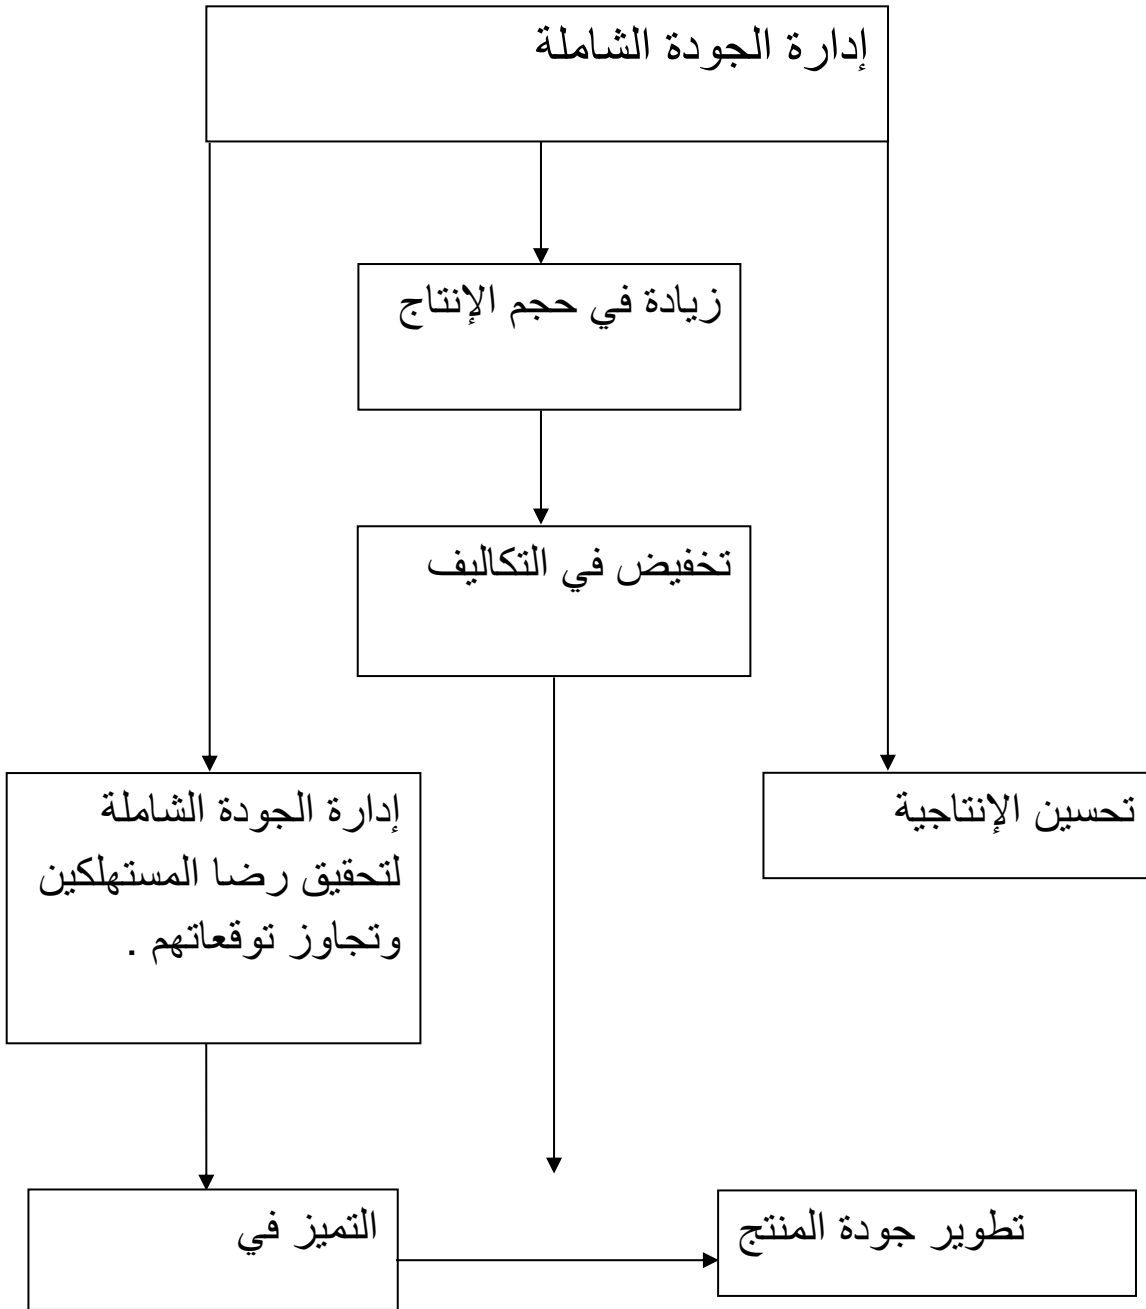 إدارة الجودة الشاملة
زيادة في حجم الإنتاج
تخفيض في التكاليف
تحسين الإنتاجية
إدارة الجودة الشاملة
لتحقيق رضا المستهلكين
وتجاوز توقعاتهم .
تطوير جودة المنتج
التميز في